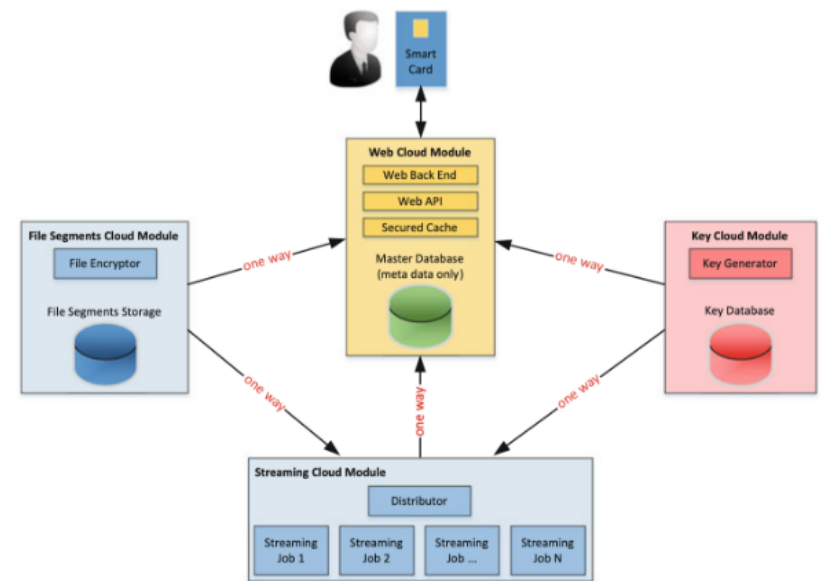 Smart
Card
Web Cloud Module
Web Back End
Web API
Secured Cache
Master Database
(meta data only)
File Segments Cloud Module
File Encryptor
File Segments Storage
Key Cloud Module
Key Generator
Key Database
one way
one way
one way
one way
one way
Streaming Cloud Module
Distributor
Streaming
Job 1
Streaming
Job 2
Streaming
Job ...
Streaming
Job N